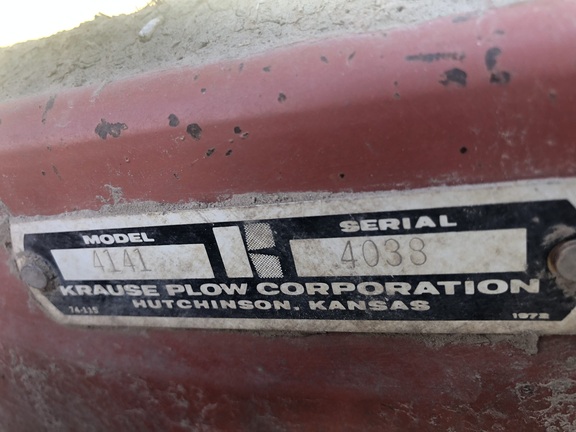 MODEL SERIAL
4141 4038
KRAUSE PLOW CORPORATION
HUTCHINSON, KANSAS
74-115 1972